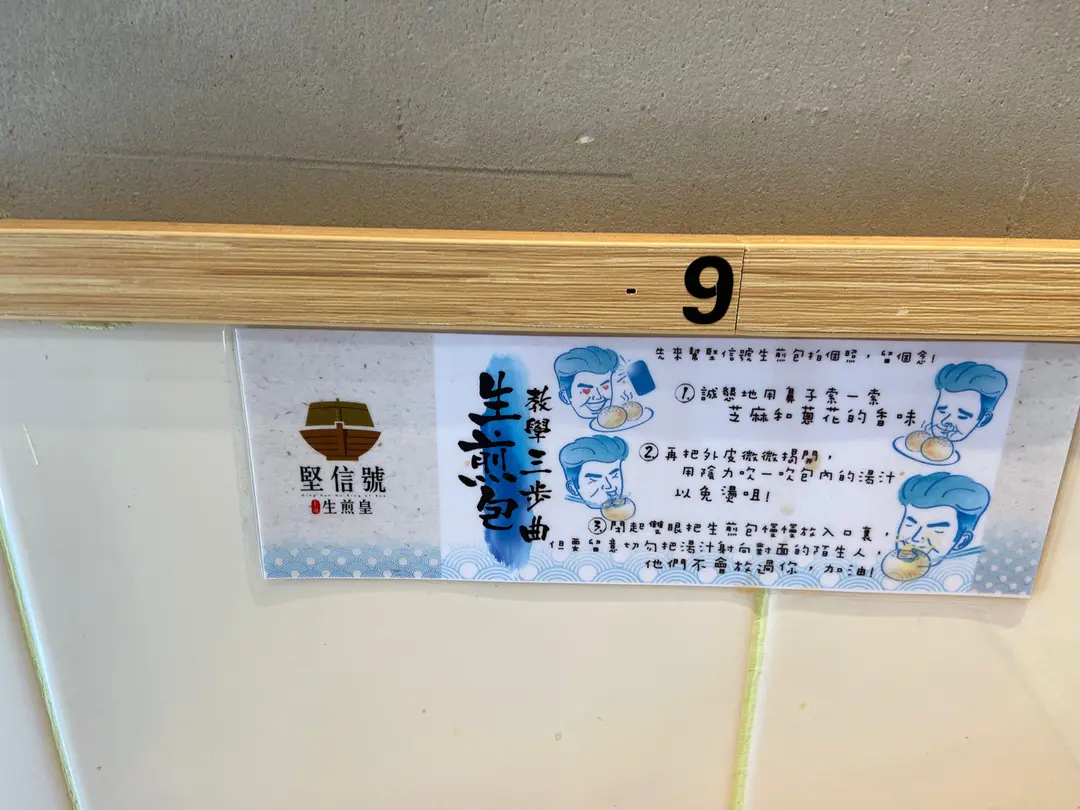 9
堅信號
生煎皇
生煎包
教學三步曲
先來幫堅信號生煎包拍個照，留個念！
1. 誠懇地用鼻子索一索
芝麻和蔥花的香味
2. 再把外皮微微揭開，
用陰力吹一吹包內的湯汁
以免燙咀！
3. 閉起雙眼把生煎包慢慢放入口裏，
但要留意切勿把湯汁射向對面的陌生人，
他們不會放過你，加油！